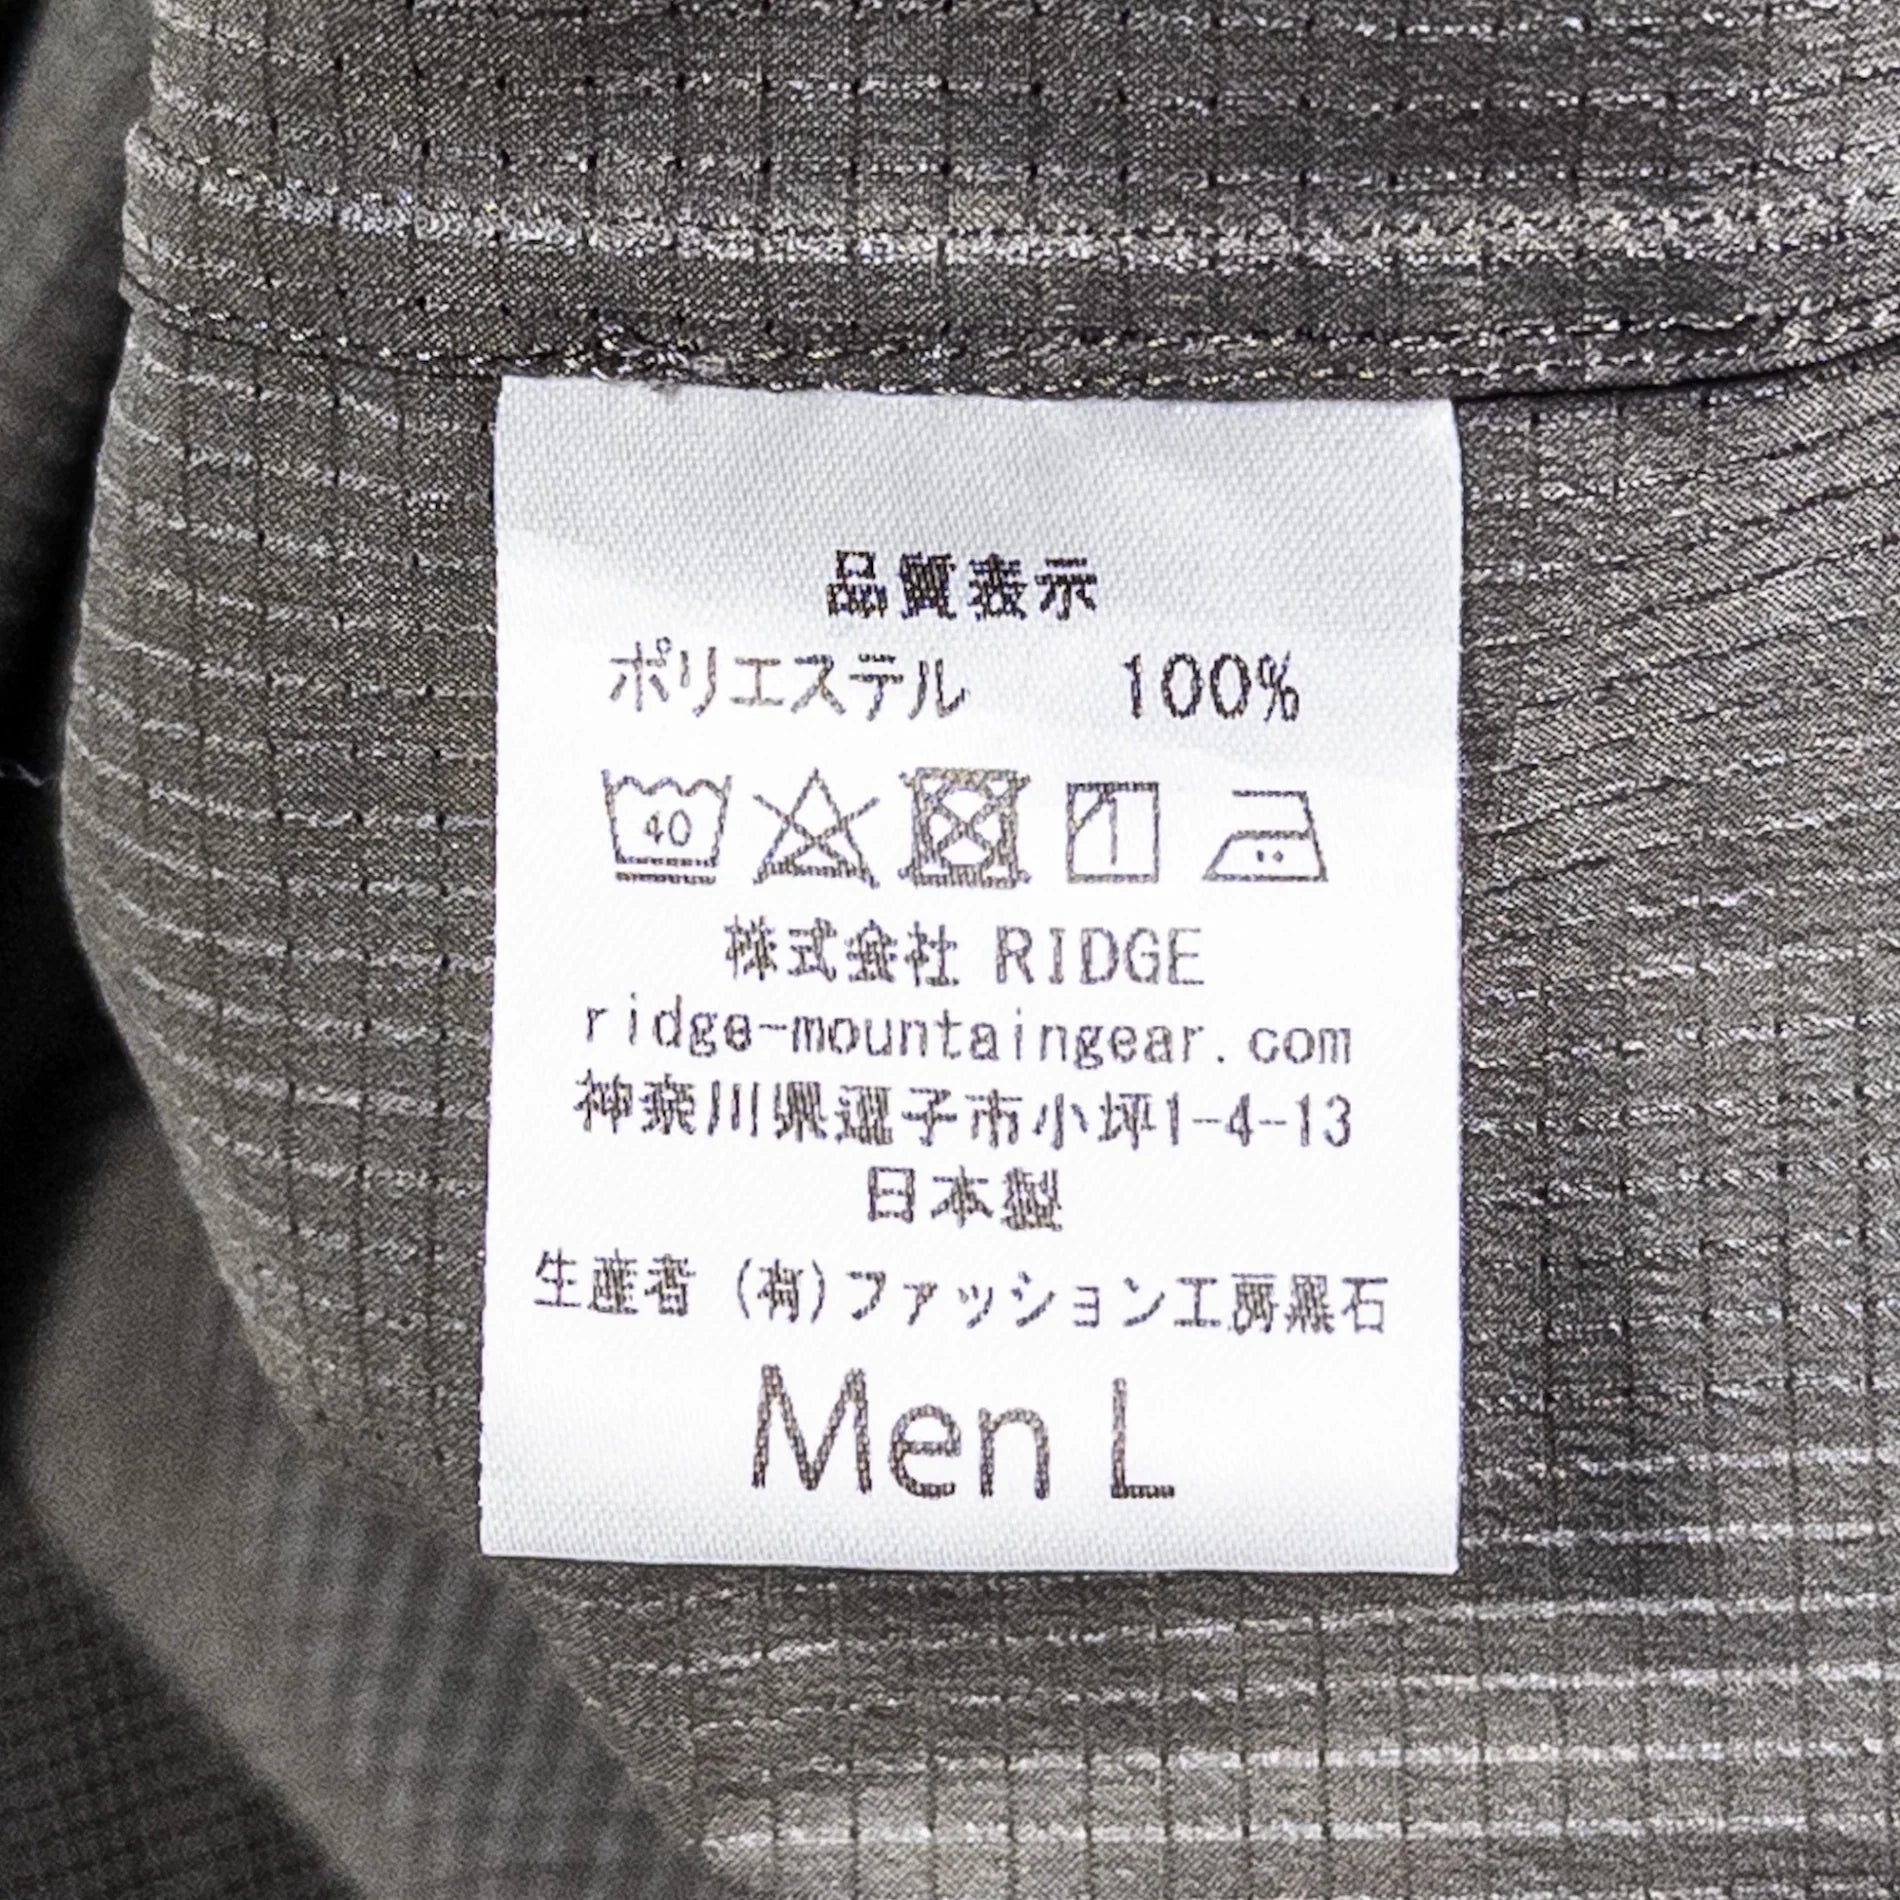 品質表示
ポリエステル 100%
40
株式会社 RIDGE
ridge-mountaingear.com
神奈川県逗子市小坪1-4-13
日本製
生産者 (有)ファッション工房黒石
Men L